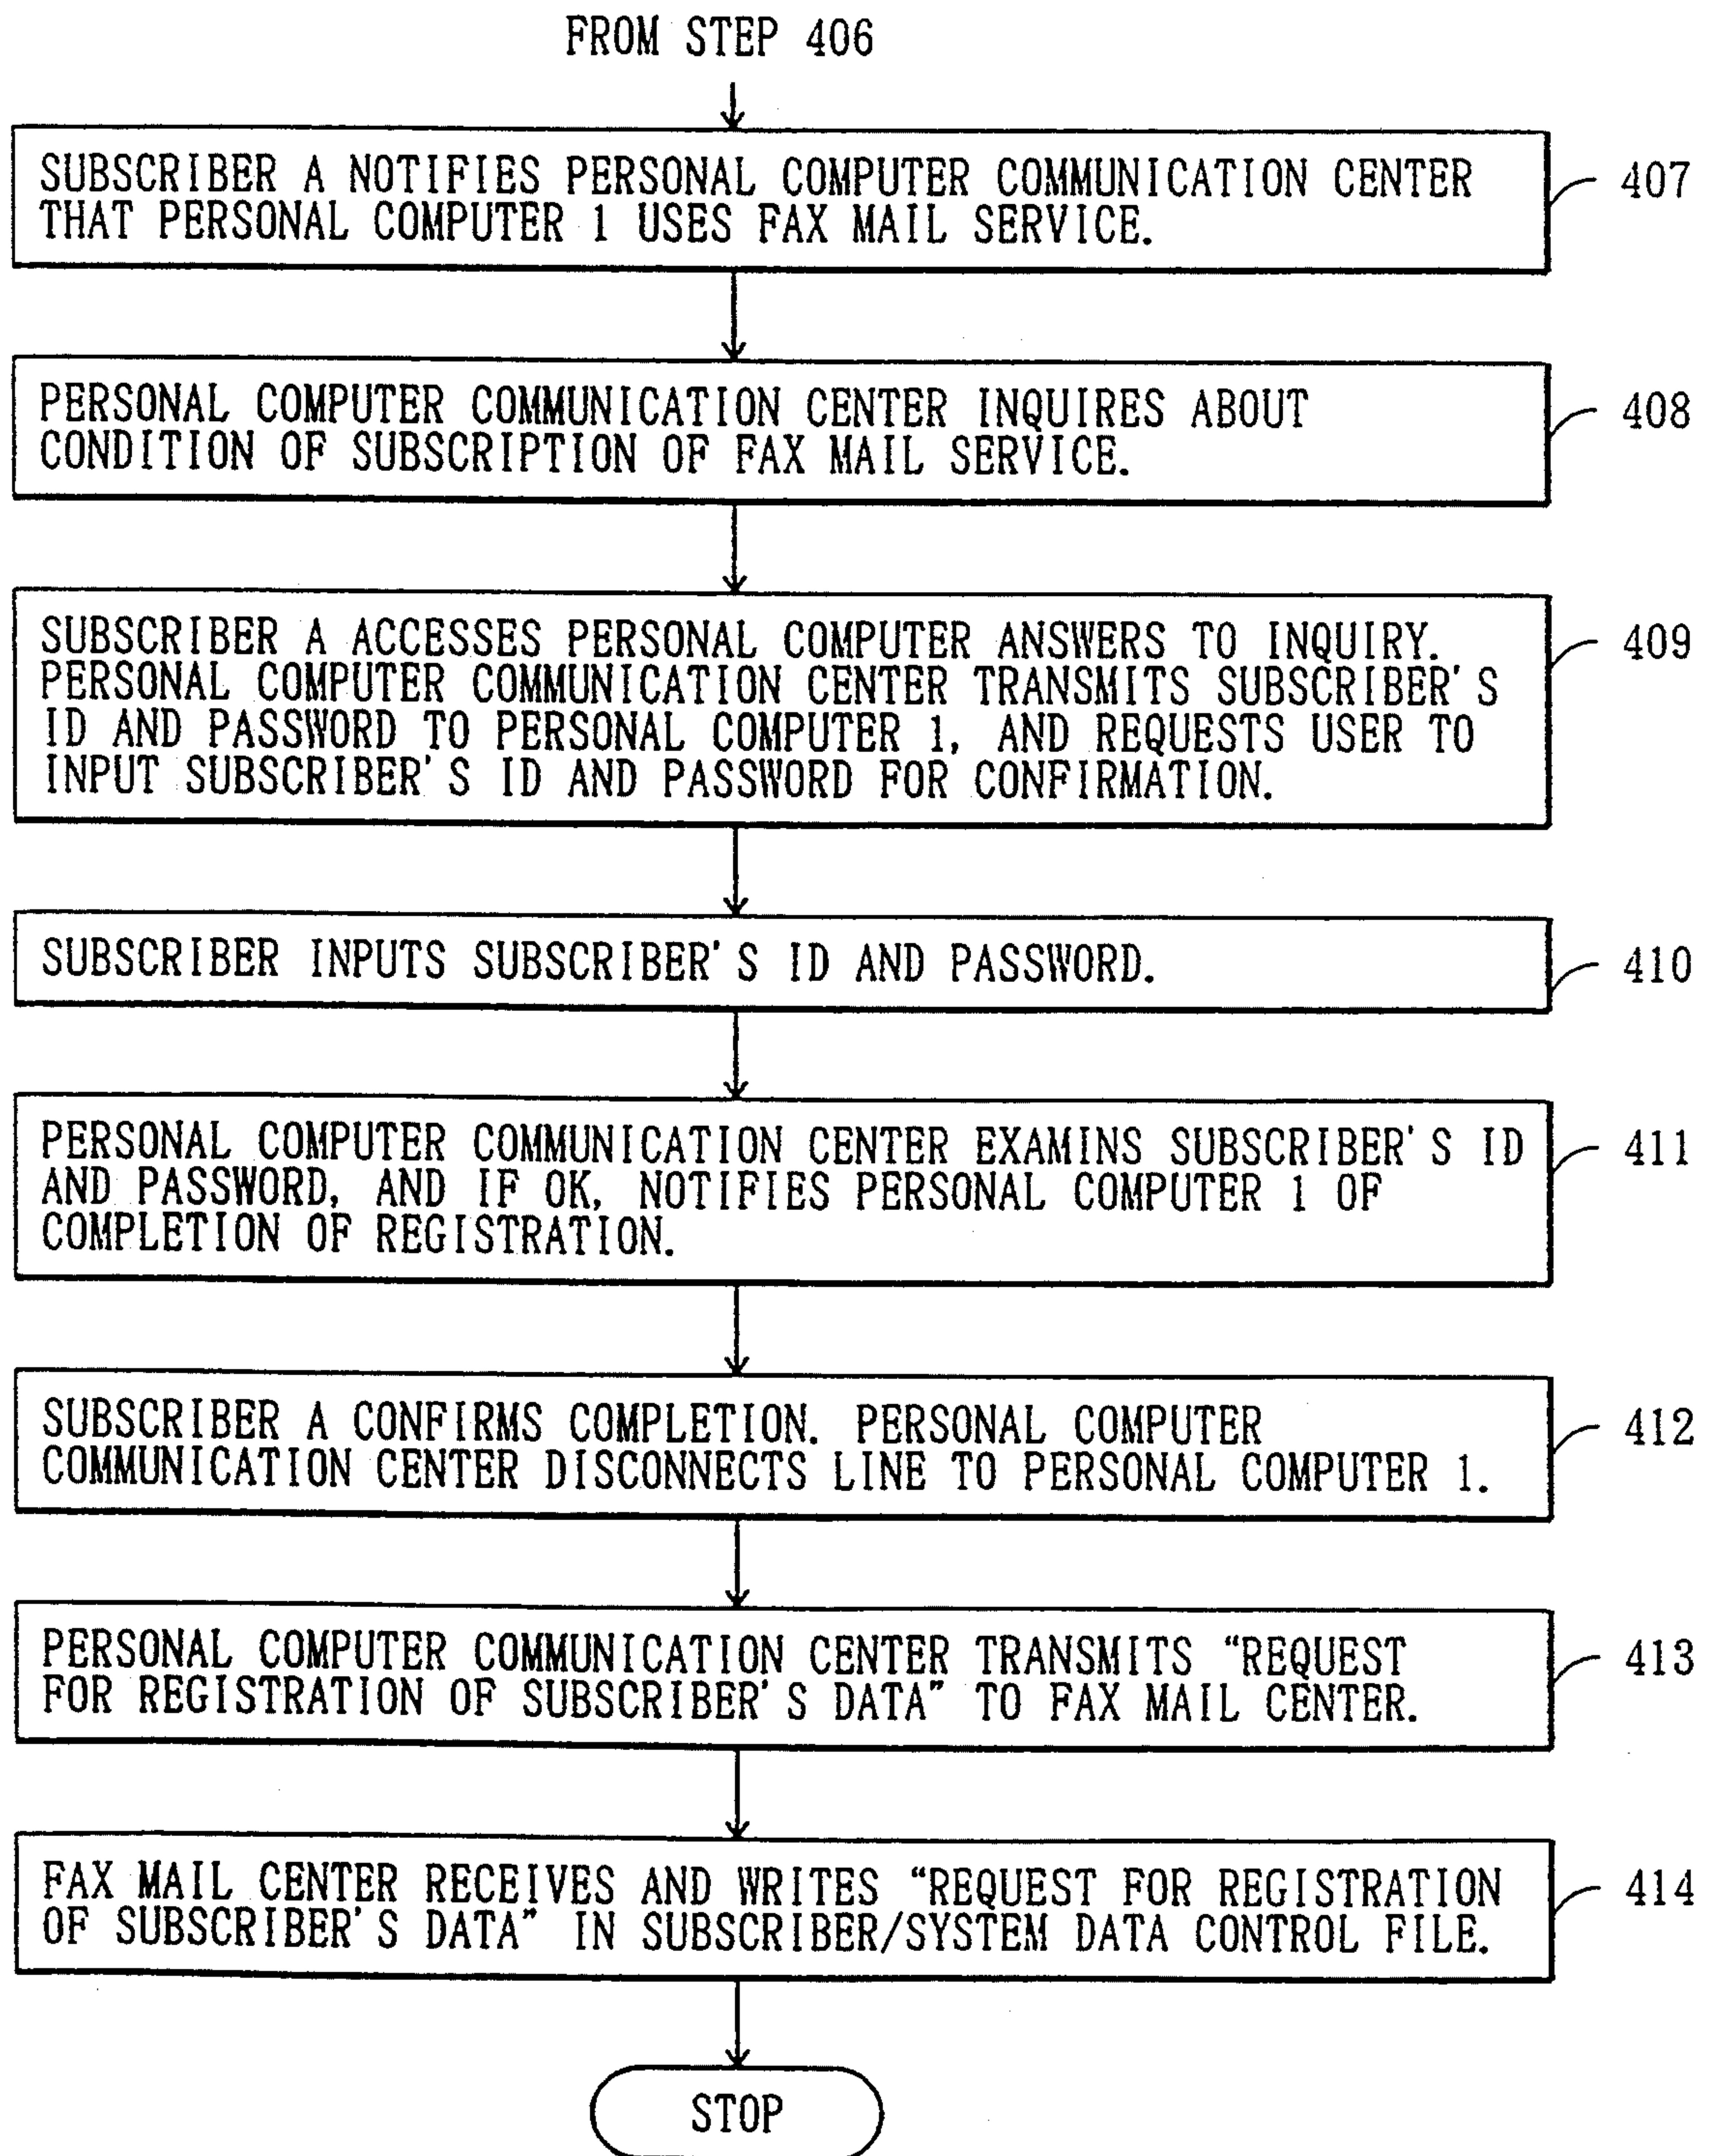 FROM STEP 406
SUBSCRIBER A NOTIFIES PERSONAL COMPUTER COMMUNICATION CENTER
THAT PERSONAL COMPUTER 1 USES FAX MAIL SERVICE.
407
PERSONAL COMPUTER COMMUNICATION CENTER INQUIRES ABOUT
CONDITION OF SUBSCRIPTION OF FAX MAIL SERVICE.
408
SUBSCRIBER A ACCESSES PERSONAL COMPUTER ANSWERS TO INQUIRY.
PERSONAL COMPUTER COMMUNICATION CENTER TRANSMITS SUBSCRIBER'S
ID AND PASSWORD TO PERSONAL COMPUTER 1, AND REQUESTS USER TO
INPUT SUBSCRIBER'S ID AND PASSWORD FOR CONFIRMATION.
409
SUBSCRIBER INPUTS SUBSCRIBER'S ID AND PASSWORD.
410
PERSONAL COMPUTER COMMUNICATION CENTER EXAMINS SUBSCRIBER'S ID
AND PASSWORD, AND IF OK, NOTIFIES PERSONAL COMPUTER 1 OF
COMPLETION OF REGISTRATION.
411
SUBSCRIBER A CONFIRMS COMPLETION. PERSONAL COMPUTER
COMMUNICATION CENTER DISCONNECTS LINE TO PERSONAL COMPUTER 1.
412
PERSONAL COMPUTER COMMUNICATION CENTER TRANSMITS “REQUEST
FOR REGISTRATION OF SUBSCRIBER'S DATA” TO FAX MAIL CENTER.
413
FAX MAIL CENTER RECEIVES AND WRITES “REQUEST FOR REGISTRATION
OF SUBSCRIBER'S DATA” IN SUBSCRIBER/SYSTEM DATA CONTROL FILE.
414
STOP